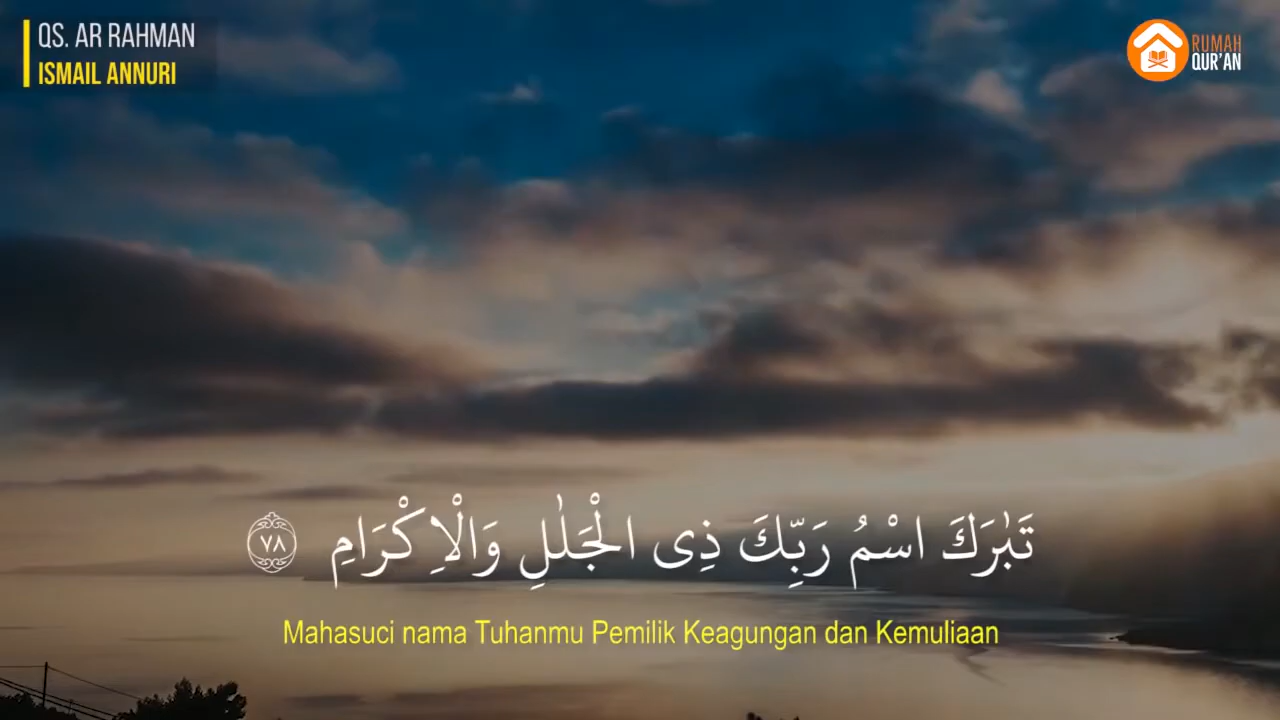 QS. AR RAHMAN
ISMAIL ANNURI
RUMAH
QUR'AN
تَبٰرَكَ اسْمُ رَبِّكَ ذِى الْجَلٰلِ وَالْاِكْرَامِ ٧٨
Mahasuci nama Tuhanmu Pemilik Keagungan dan Kemuliaan